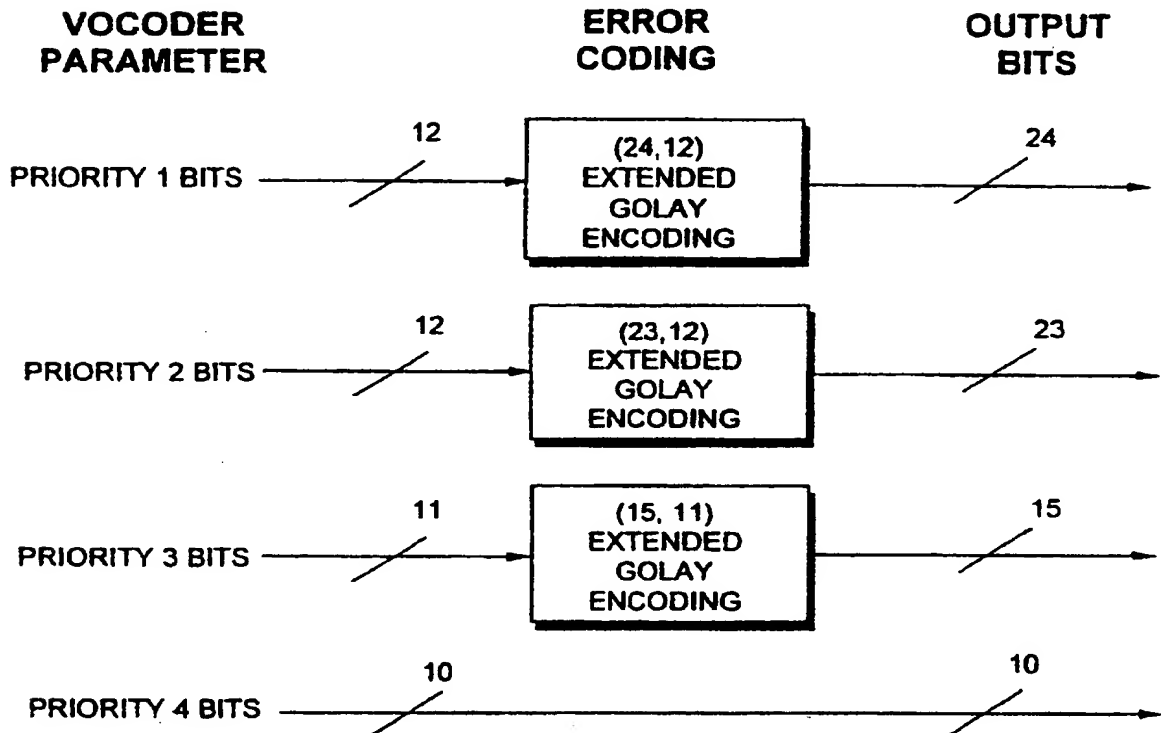 VOCODER
PARAMETER
ERROR
CODING
OUTPUT
BITS
PRIORITY 1 BITS
12
(24,12)
EXTENDED
GOLAY
ENCODING
24
PRIORITY 2 BITS
12
(23,12)
EXTENDED
GOLAY
ENCODING
23
PRIORITY 3 BITS
11
(15, 11)
EXTENDED
GOLAY
ENCODING
15
PRIORITY 4 BITS
10
10